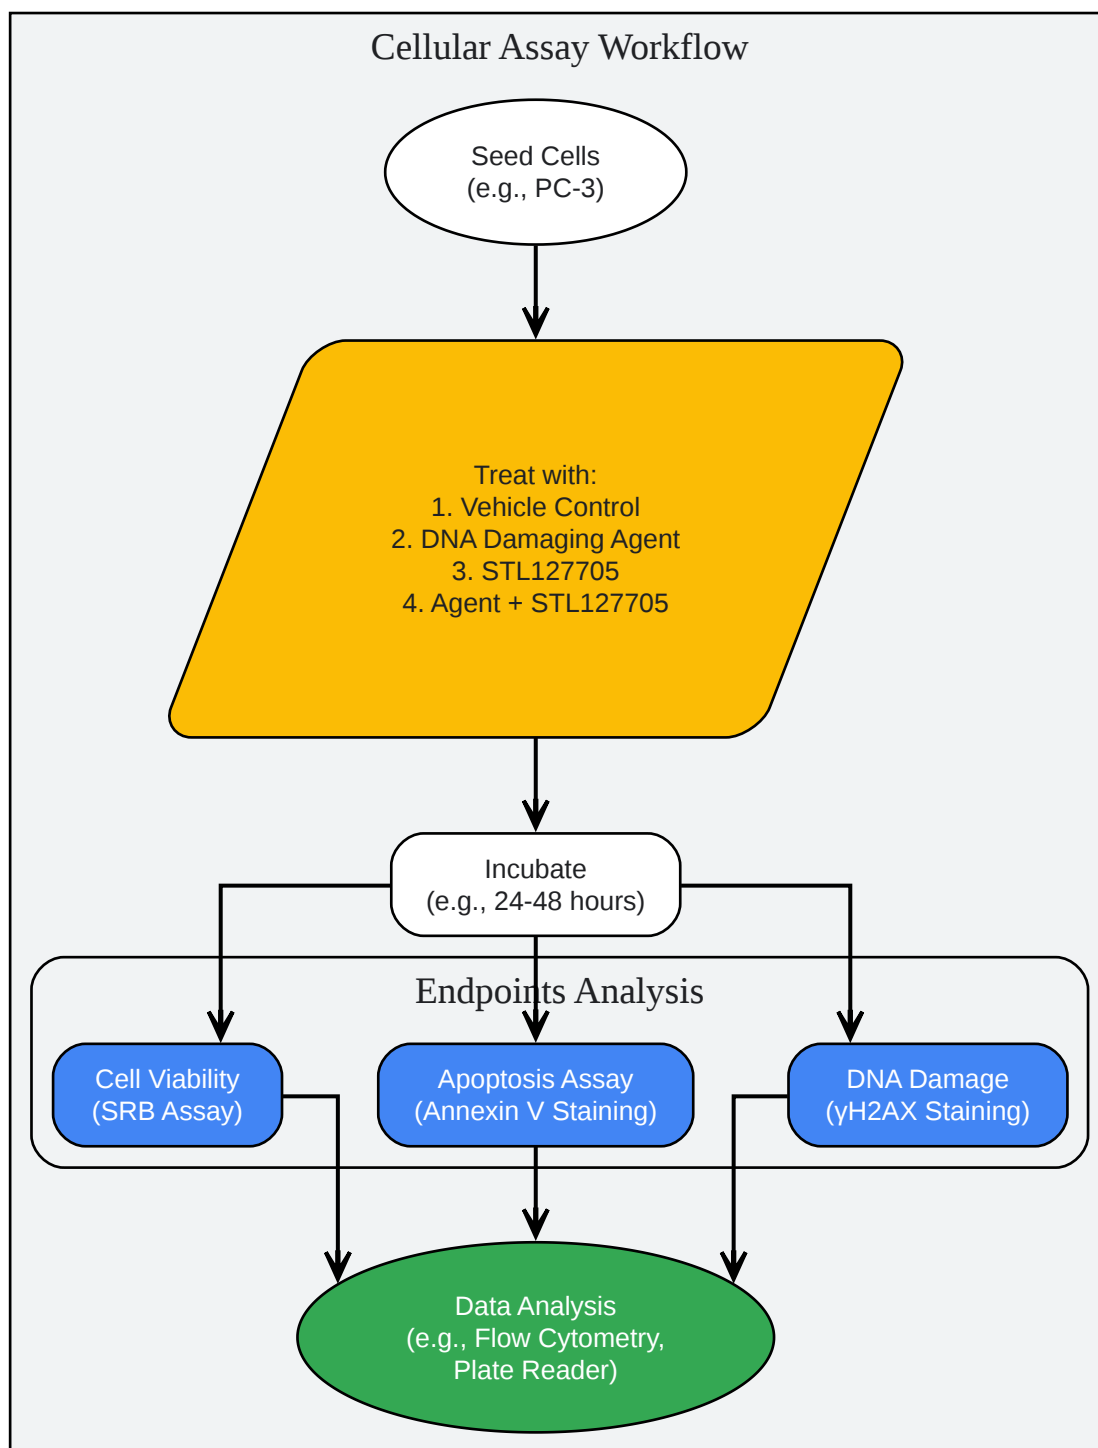 Cellular Assay Workflow
Seed Cells
(e.g., PC-3)
Treat with:
1. Vehicle Control
2. DNA Damaging Agent
3. STL127705
4. Agent + STL127705
Incubate
(e.g., 24-48 hours)
Endpoints Analysis
Cell Viability
(SRB Assay)
Apoptosis Assay
(Annexin V Staining)
DNA Damage
(γH2AX Staining)
Data Analysis
(e.g., Flow Cytometry,
Plate Reader)